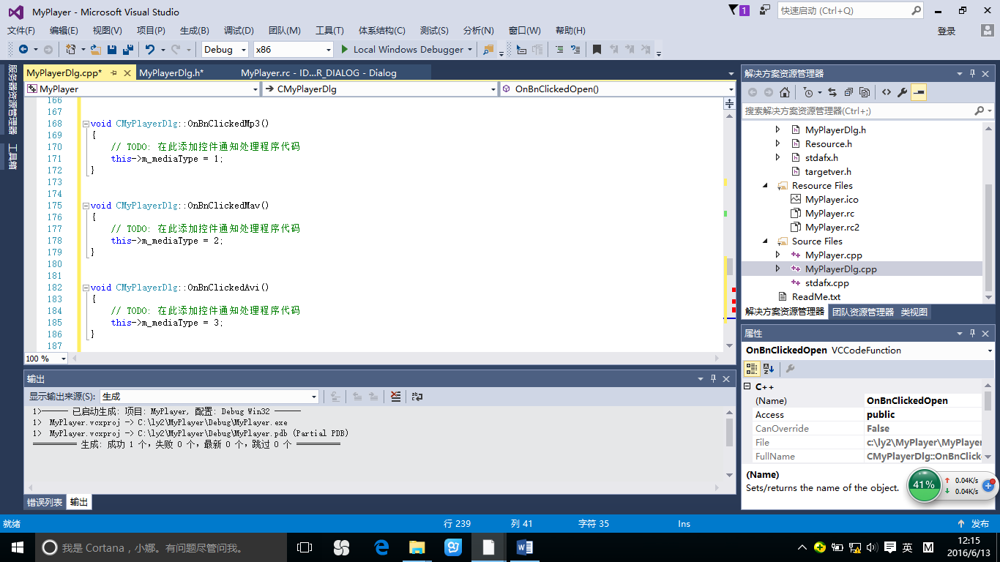 MyPlayer - Microsoft Visual Studio
1
快速启动 (Ctrl+Q)
文件(F) 编辑(E) 视图(V) 项目(P) 生成(B) 调试(D) 团队(M) 工具(T) 体系结构(C) 测试(S) 分析(N) 窗口(W) 帮助(H)
登录
Debug x86 Local Windows Debugger
服务器资源管理器
工具箱
MyPlayerDlg.cpp* MyPlayerDlg.h* MyPlayer.rc - ID...R_DIALOG - Dialog
MyPlayer CMyPlayerDlg OnBnClickedOpen()
166
167
168 void CMyPlayerDlg::OnBnClickedMp3()
169 {
170 // TODO: 在此添加控件通知处理程序代码
171 this->m_mediaType = 1;
172 }
173
174
175 void CMyPlayerDlg::OnBnClickedMav()
176 {
177 // TODO: 在此添加控件通知处理程序代码
178 this->m_mediaType = 2;
179 }
180
181
182 void CMyPlayerDlg::OnBnClickedAvi()
183 {
184 // TODO: 在此添加控件通知处理程序代码
185 this->m_mediaType = 3;
186 }
187
100 %
输出
显示输出来源(S): 生成
1>------ 已启动生成: 项目: MyPlayer, 配置: Debug Win32 ------
1> MyPlayer.vcxproj -> C:\ly2\MyPlayer\Debug\MyPlayer.exe
1> MyPlayer.vcxproj -> C:\ly2\MyPlayer\Debug\MyPlayer.pdb (Partial PDB)
========== 生成: 成功 1 个，失败 0 个，最新 0 个，跳过 0 个 ==========
错误列表 输出
解决方案资源管理器
搜索解决方案资源管理器(Ctrl+;)
MyPlayerDlg.h
Resource.h
stdafx.h
targetver.h
Resource Files
MyPlayer.ico
MyPlayer.rc
MyPlayer.rc2
Source Files
MyPlayer.cpp
MyPlayerDlg.cpp
stdafx.cpp
ReadMe.txt
解决方案资源管理器 团队资源管理器 类视图
属性
OnBnClickedOpen VCCodeFunction
C++
(Name) OnBnClickedOpen
Access public
CanOverride False
File c:\ly2\MyPlayer\MyPlayer
FullName CMyPlayerDlg::OnBnClick
(Name)
Sets/returns the name of the object.
41%
0.04K/s
0.04K/s
就绪 行 239 列 41 字符 35 Ins 发布
我是 Cortana，小娜。有问题尽管问我。
英 M
12:15
2016/6/13